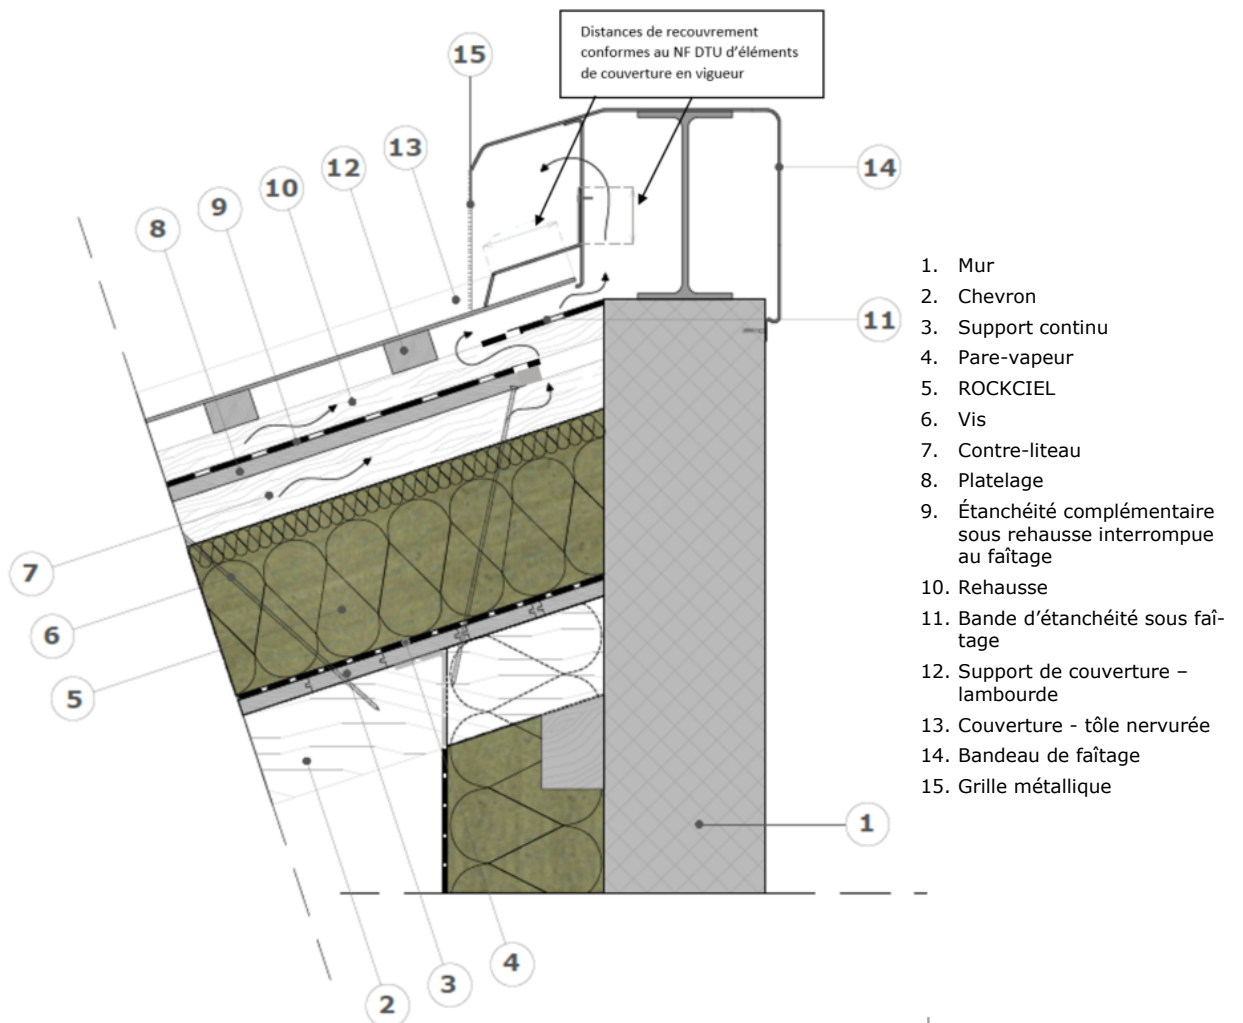 Distances de recouvrement
conformes au NF DTU d'éléments
de couverture en vigueur
15
14
13
12
10
9
8
11
7
6
5
4
3
2
1
1. Mur
2. Chevron
3. Support continu
4. Pare-vapeur
5. ROCKCIEL
6. Vis
7. Contre-liteau
8. Platelage
9. Étanchéité complémentaire
sous rehausse interrompue
au faîtage
10. Rehausse
11. Bande d'étanchéité sous faî-
tage
12. Support de couverture –
lambourde
13. Couverture - tôle nervurée
14. Bandeau de faîtage
15. Grille métallique